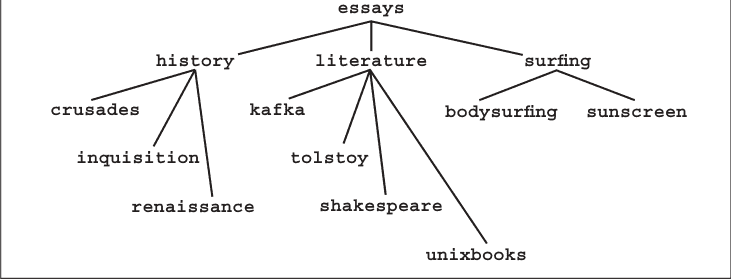 essays
history literature surfing
crusades kafka bodysurfing sunscreen
inquisition tolstoy
renaissance shakespeare
unixbooks